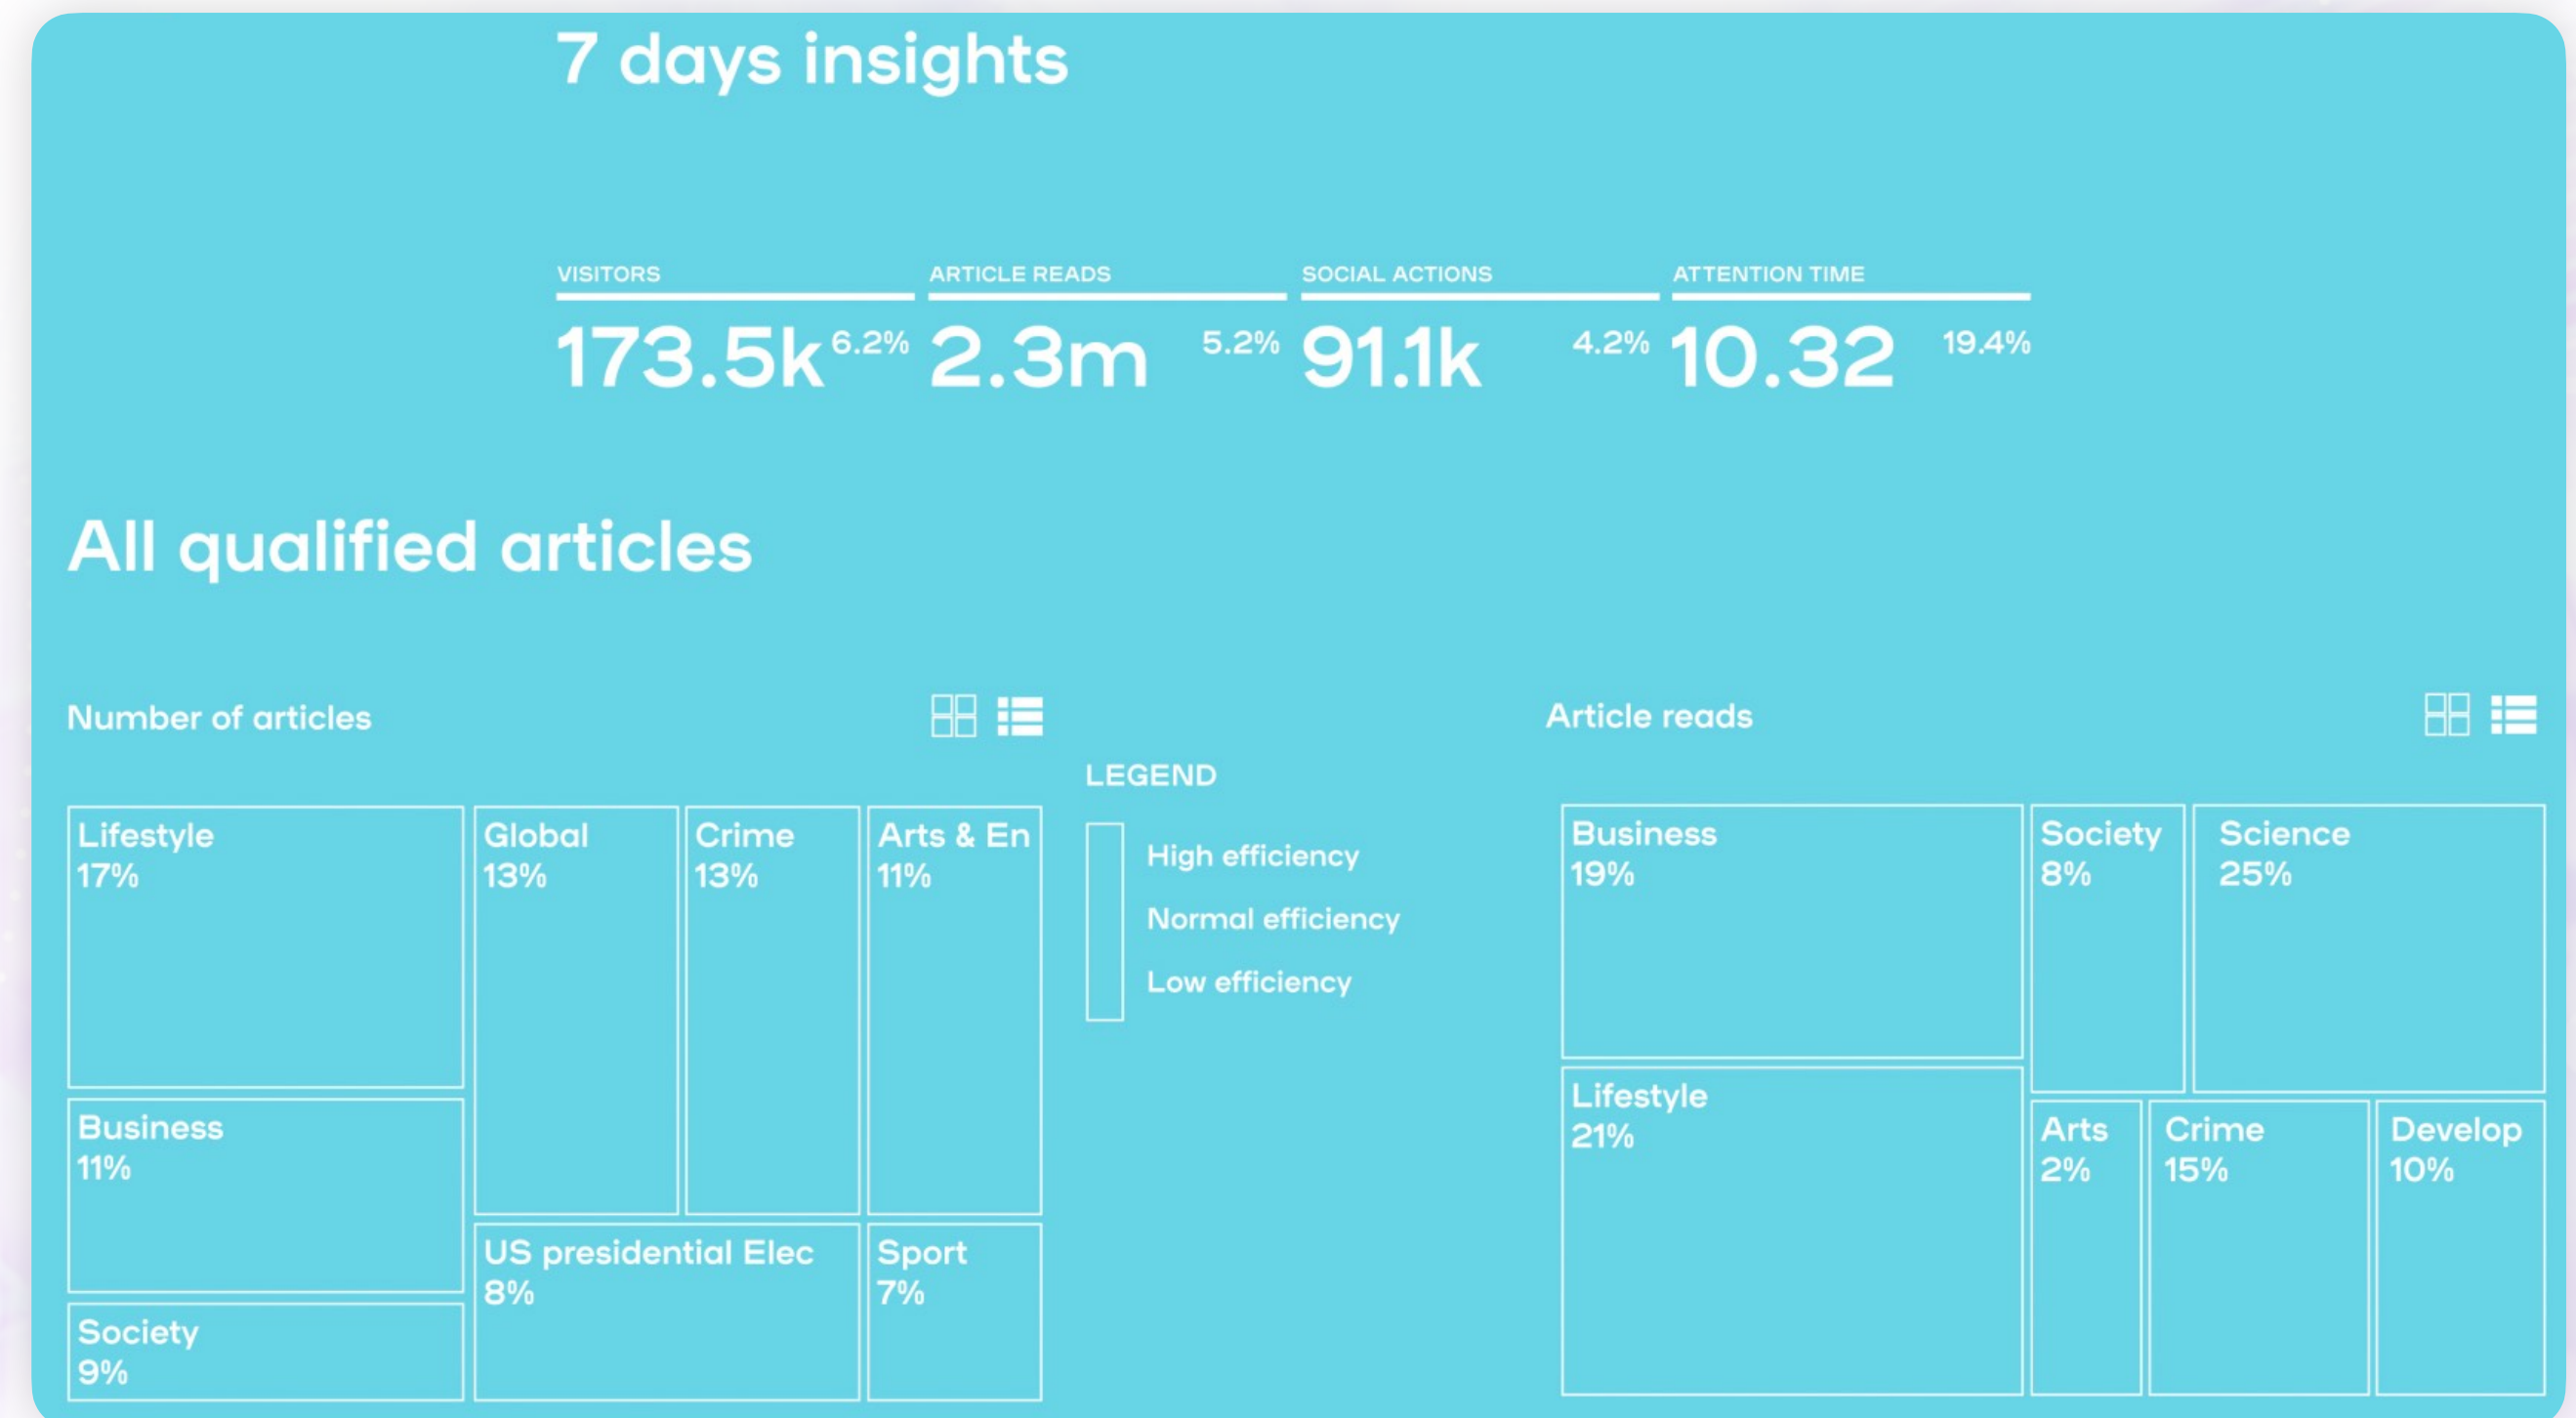 7 days insights
VISITORS
173.5k 6.2%
ARTICLE READS
2.3m 5.2%
SOCIAL ACTIONS
91.1k 4.2%
ATTENTION TIME
10.32 19.4%
All qualified articles
Number of articles
Lifestyle
17%
Business
11%
Society
9%
Global
13%
Crime
13%
Arts & En
11%
US presidential Elec
8%
Sport
7%
LEGEND
High efficiency
Normal efficiency
Low efficiency
Article reads
Business
19%
Lifestyle
21%
Society
8%
Science
25%
Arts
2%
Crime
15%
Develop
10%